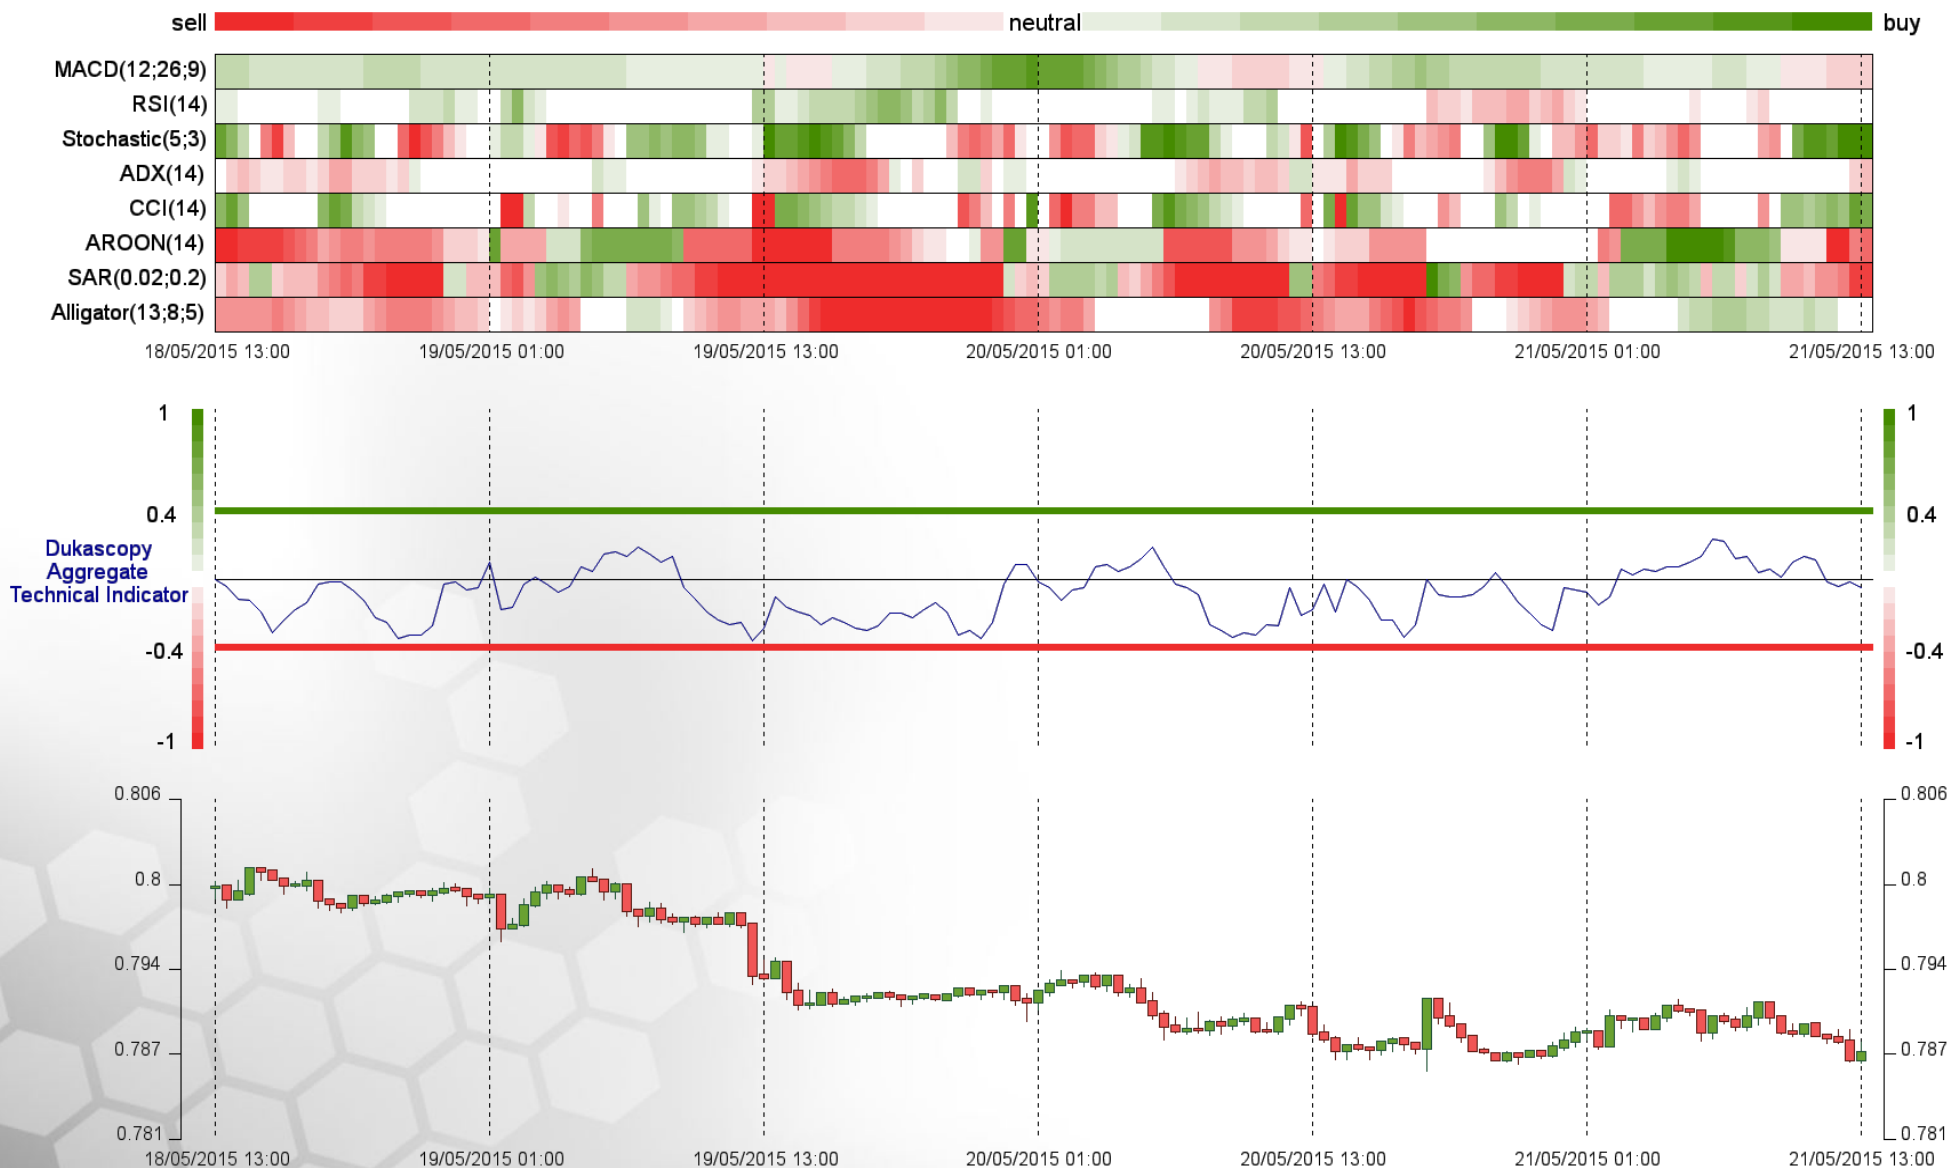 sell neutral buy
MACD(12;26;9)
RSI(14)
Stochastic(5;3)
ADX(14)
CCI(14)
AROON(14)
SAR(0.02;0.2)
Alligator(13;8;5)
18/05/2015 13:00 19/05/2015 01:00 19/05/2015 13:00 20/05/2015 01:00 20/05/2015 13:00 21/05/2015 01:00 21/05/2015 13:00
1 1
0.4 0.4
Dukascopy
Aggregate
Technical Indicator
-0.4 -0.4
-1 -1
0.806 0.806
0.8 0.8
0.794 0.794
0.787 0.787
0.781 0.781
18/05/2015 13:00 19/05/2015 01:00 19/05/2015 13:00 20/05/2015 01:00 20/05/2015 13:00 21/05/2015 01:00 21/05/2015 13:00